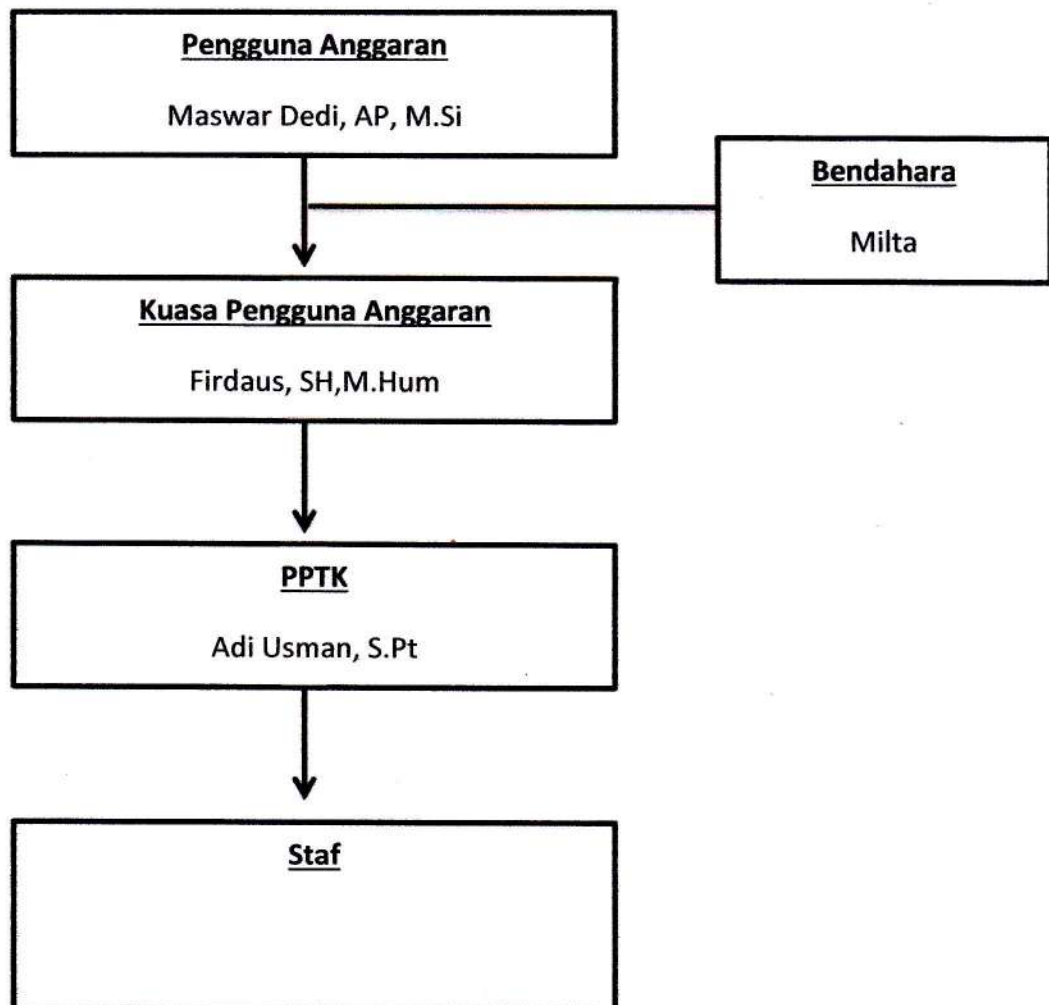 Pengguna Anggaran
Maswar Dedi, AP, M.Si
Bendahara
Milta
Kuasa Pengguna Anggaran
Firdaus, SH,M.Hum
PPTK
Adi Usman, S.Pt
Staf